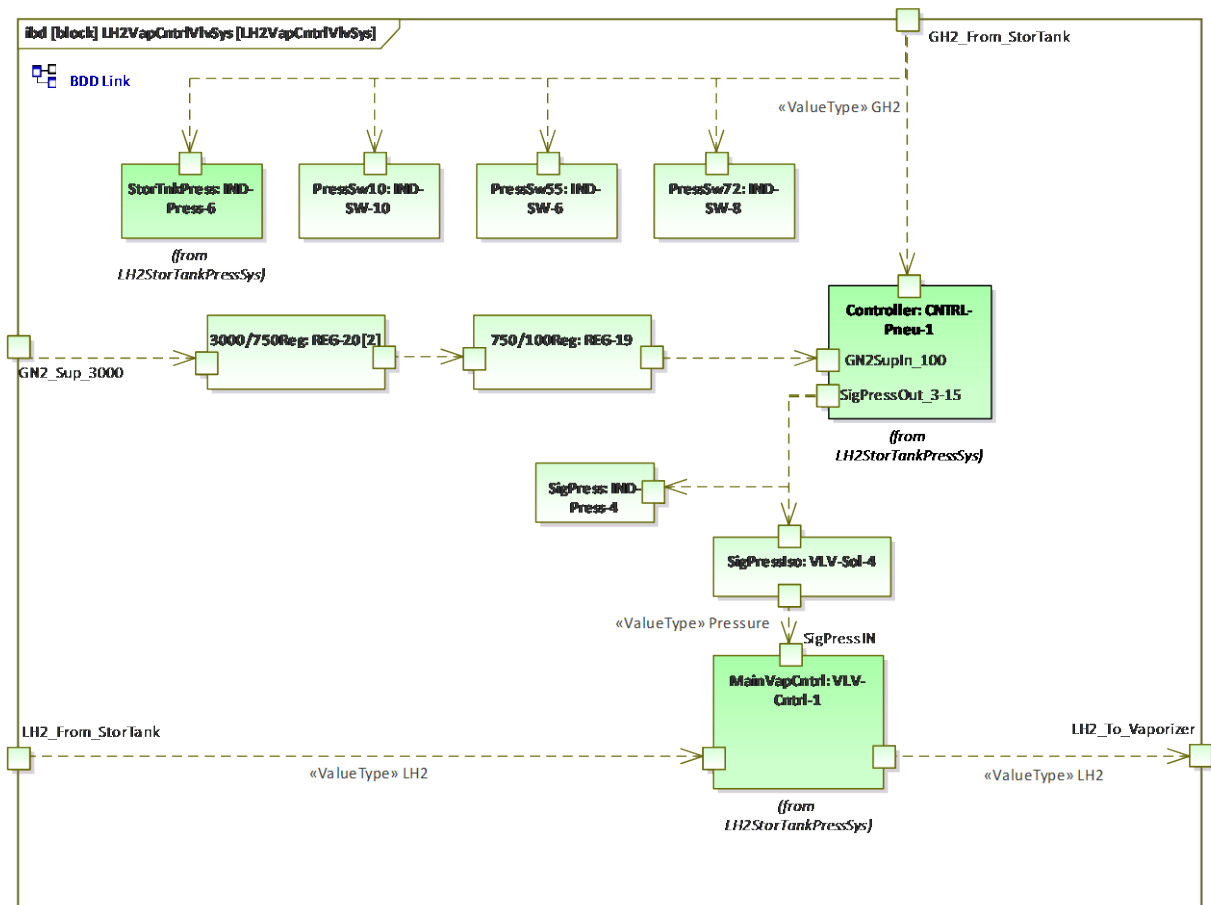 ibd [block] LH2VapCntrlVlvSys [LH2VapCntrlVlvSys]
GH2_From_StorTank
BDD Link
«ValueType» GH2
StorTnkPress: IND-
Press-6
PressSw10: IND-
SW-10
PressSw55: IND-
SW-6
PressSw72: IND-
SW-8
(from
LH2StorTankPressSys)
Controller: CNTRL-
Pneu-1
3000/750Reg: REG-20 [2]
750/100Reg: REG-19
GN2SupIn_100
GN2_Sup_3000
SigPressOut_3-15
(from
LH2StorTankPressSys)
SigPress: IND-
Press-4
SigPressIso: VLV-Sol-4
«ValueType» Pressure
SigPressIN
MainVapCntrl: VLV-
Cntrl-1
LH2_From_StorTank
LH2_To_Vaporizer
«ValueType» LH2
«ValueType» LH2
(from
LH2StorTankPressSys)